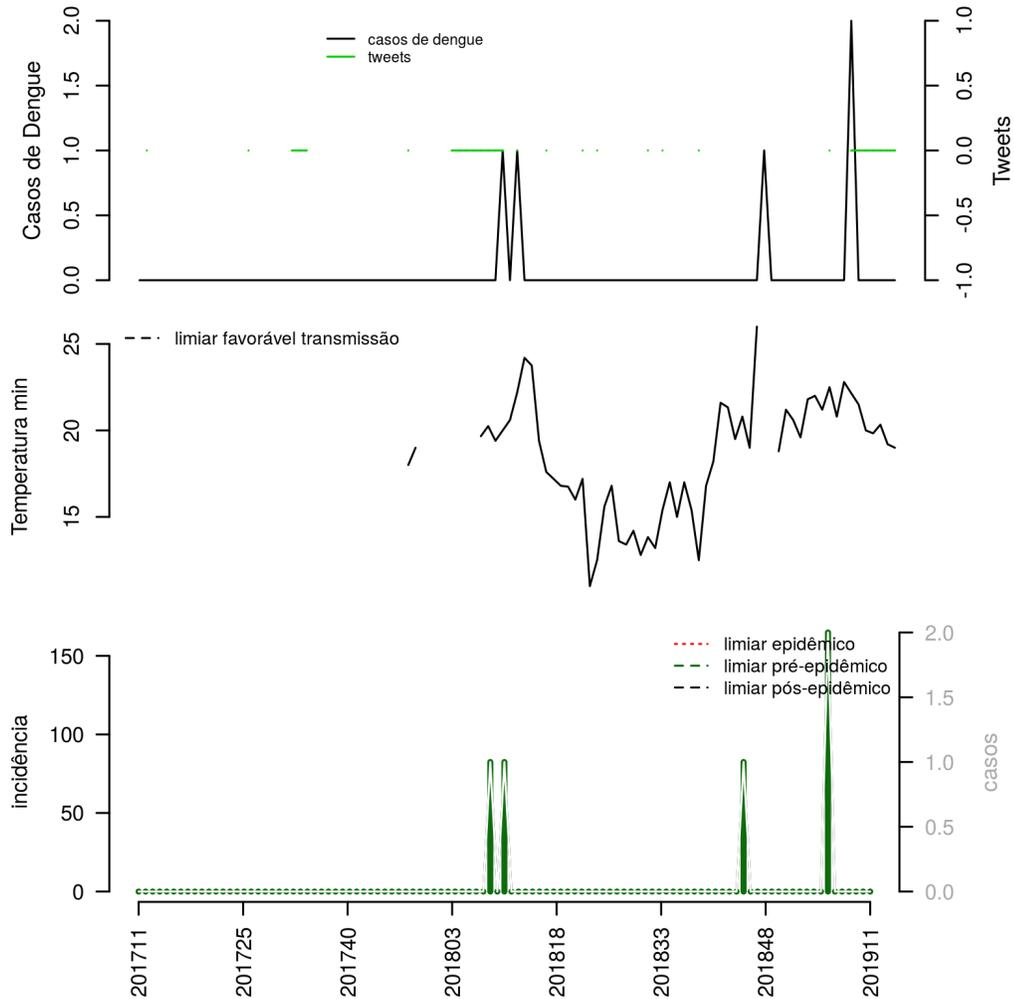 casos de dengue
tweets
Casos de Dengue
0.0 0.5 1.0 1.5 2.0
Tweets
-1.0 -0.5 0.0 0.5 1.0
limiar favorável transmissão
Temperatura min
15 20 25
limiar epidêmico
limiar pré-epidêmico
limiar pós-epidêmico
incidência
0 50 100 150
casos
0.0 0.5 1.0 1.5 2.0
201711 201725 201740 201803 201818 201833 201848 201911